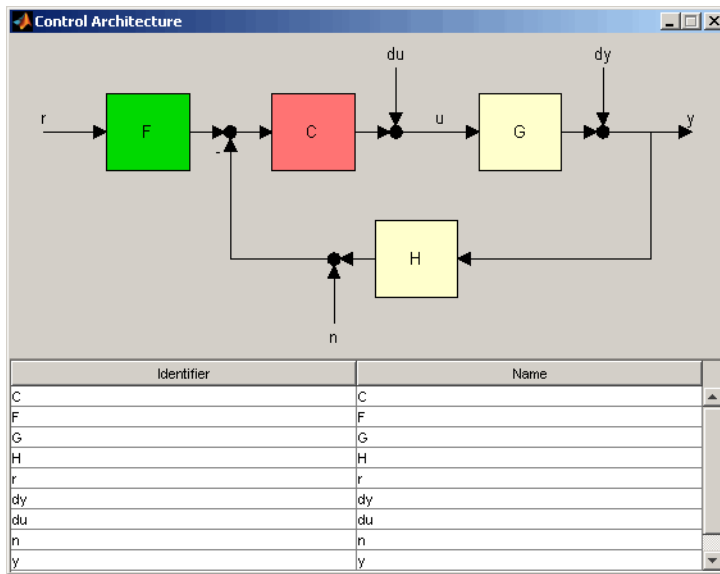 Control Architecture
du dy
r F C u G y
-
H
n
Identifier Name
C C
F F
G G
H H
r r
dy dy
du du
n n
y y